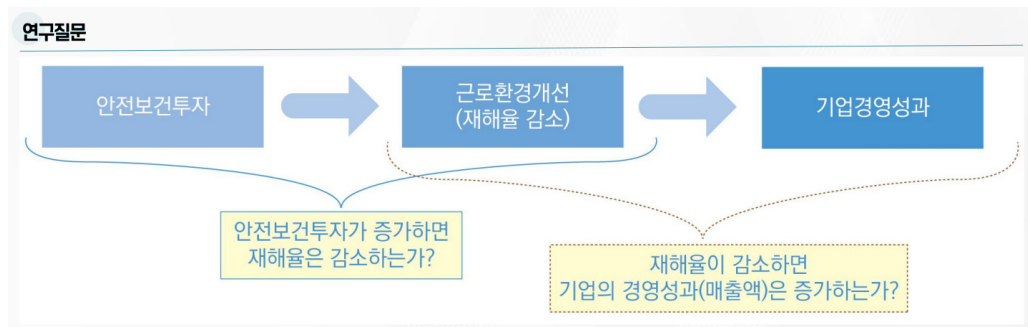 연구질문
안전보건투자
근로환경개선
(재해율 감소)
기업경영성과
안전보건투자가 증가하면
재해율은 감소하는가?
재해율이 감소하면
기업의 경영성과(매출액)은 증가하는가?